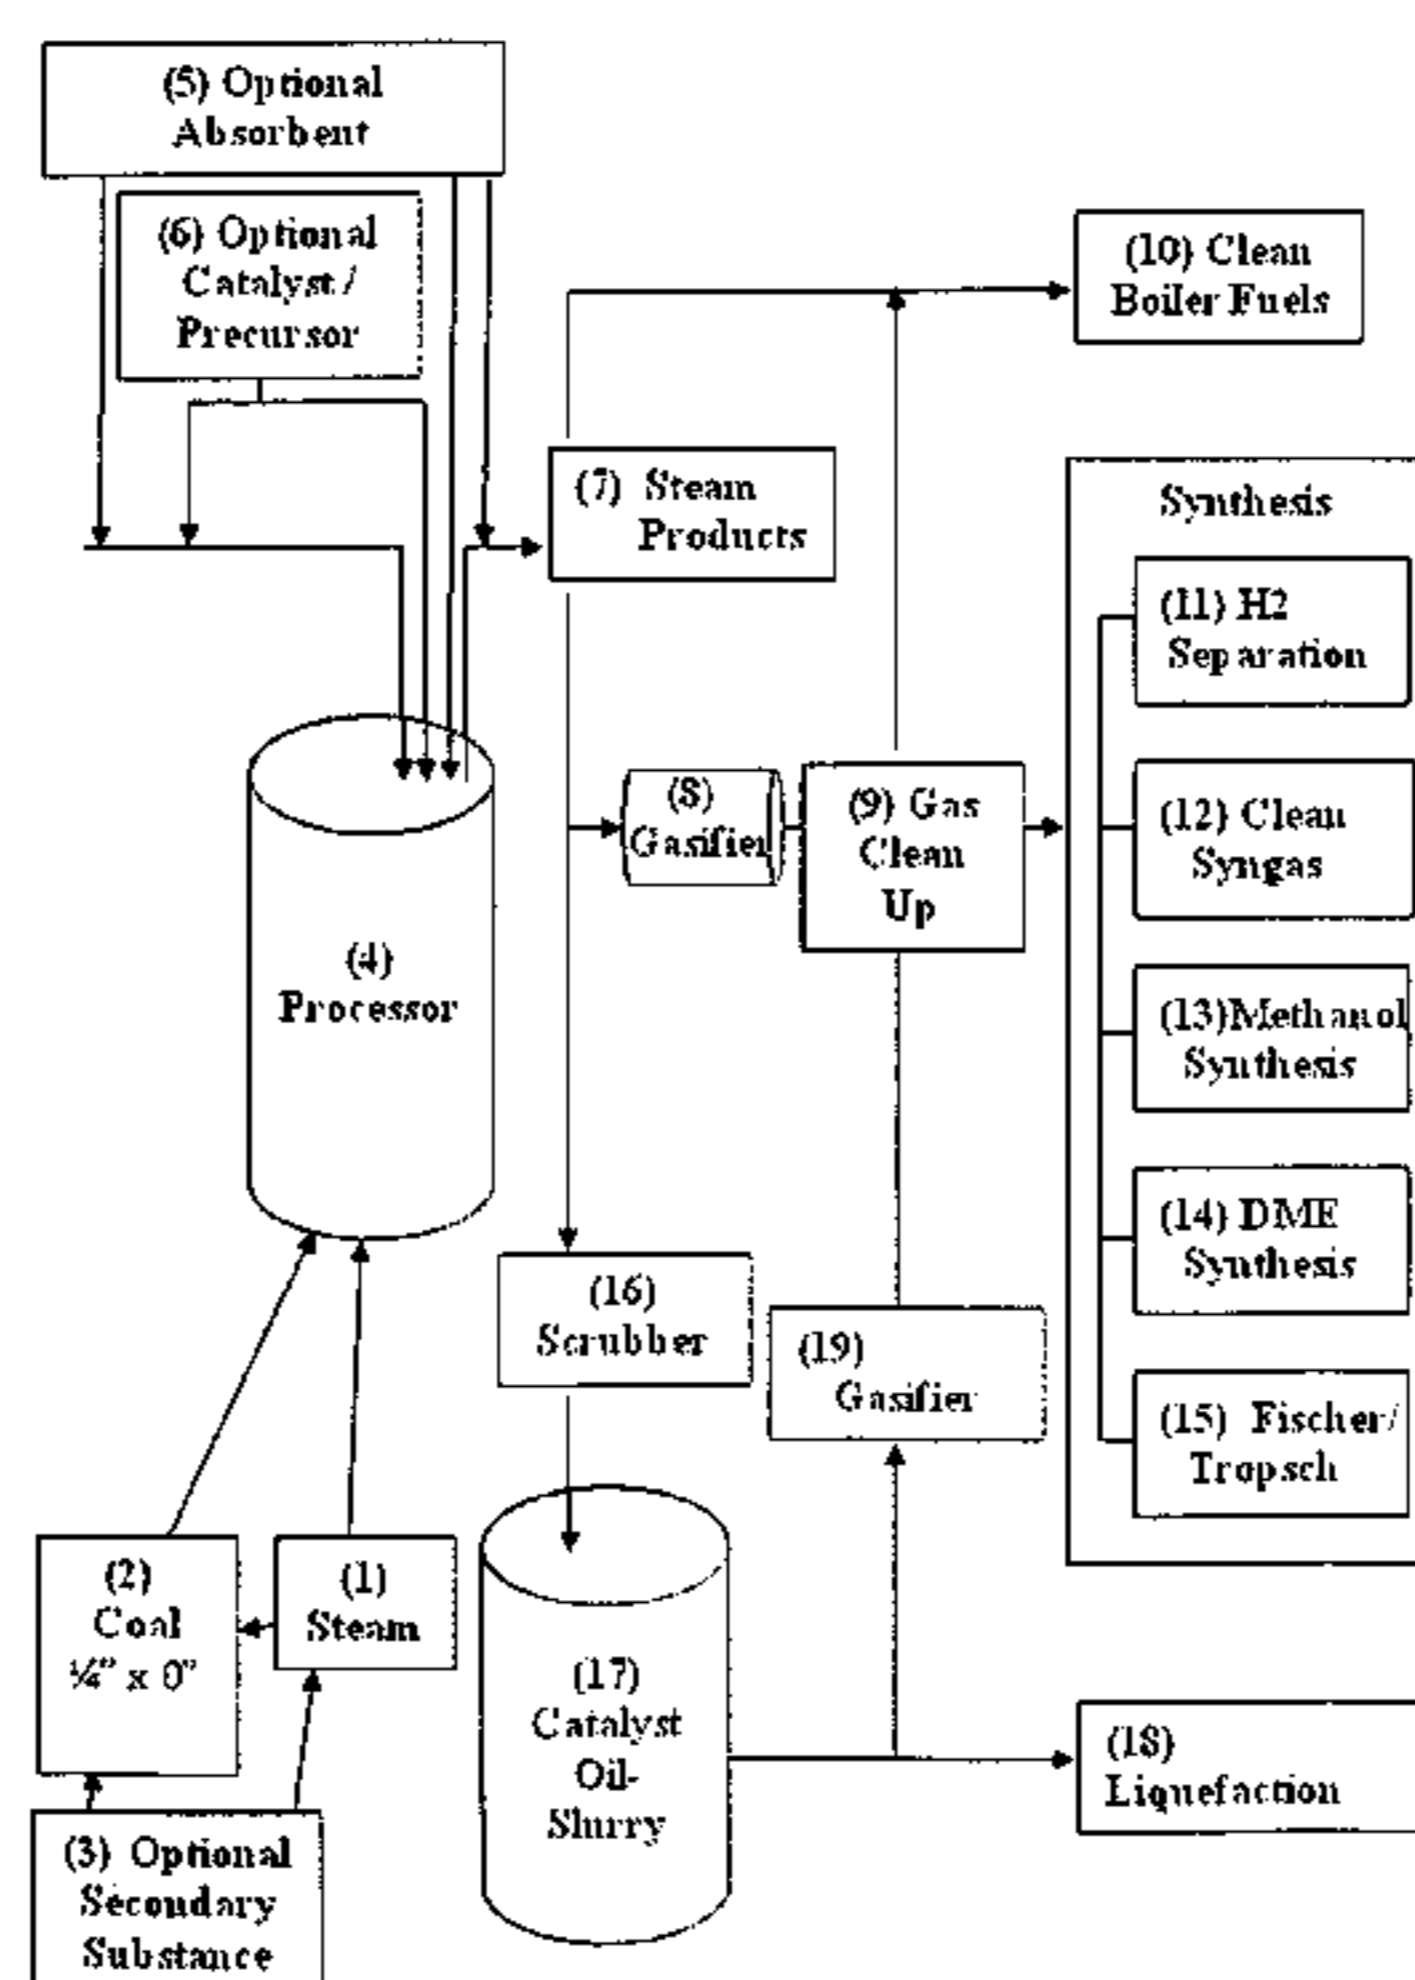 (5) Optional
Absorbent
(6) Optional
Catalyst /
Precursor
(10) Clean
Boiler Fuels
(7) Steam
Products
Synthesis
(11) H2
Separation
(8)
Gasifier
(9) Gas
Clean
Up
(12) Clean
Syngas
(4)
Processor
(13)Methanol
Synthesis
(14) DME
Synthesis
(16)
Scrubber
(19)
Gasifier
(15) Fischer/
Tropsch
(2)
Coal
¼” x 0”
(1)
Steam
(17)
Catalyst
Oil-
Slurry
(18)
Liquefaction
(3) Optional
Secondary
Substance